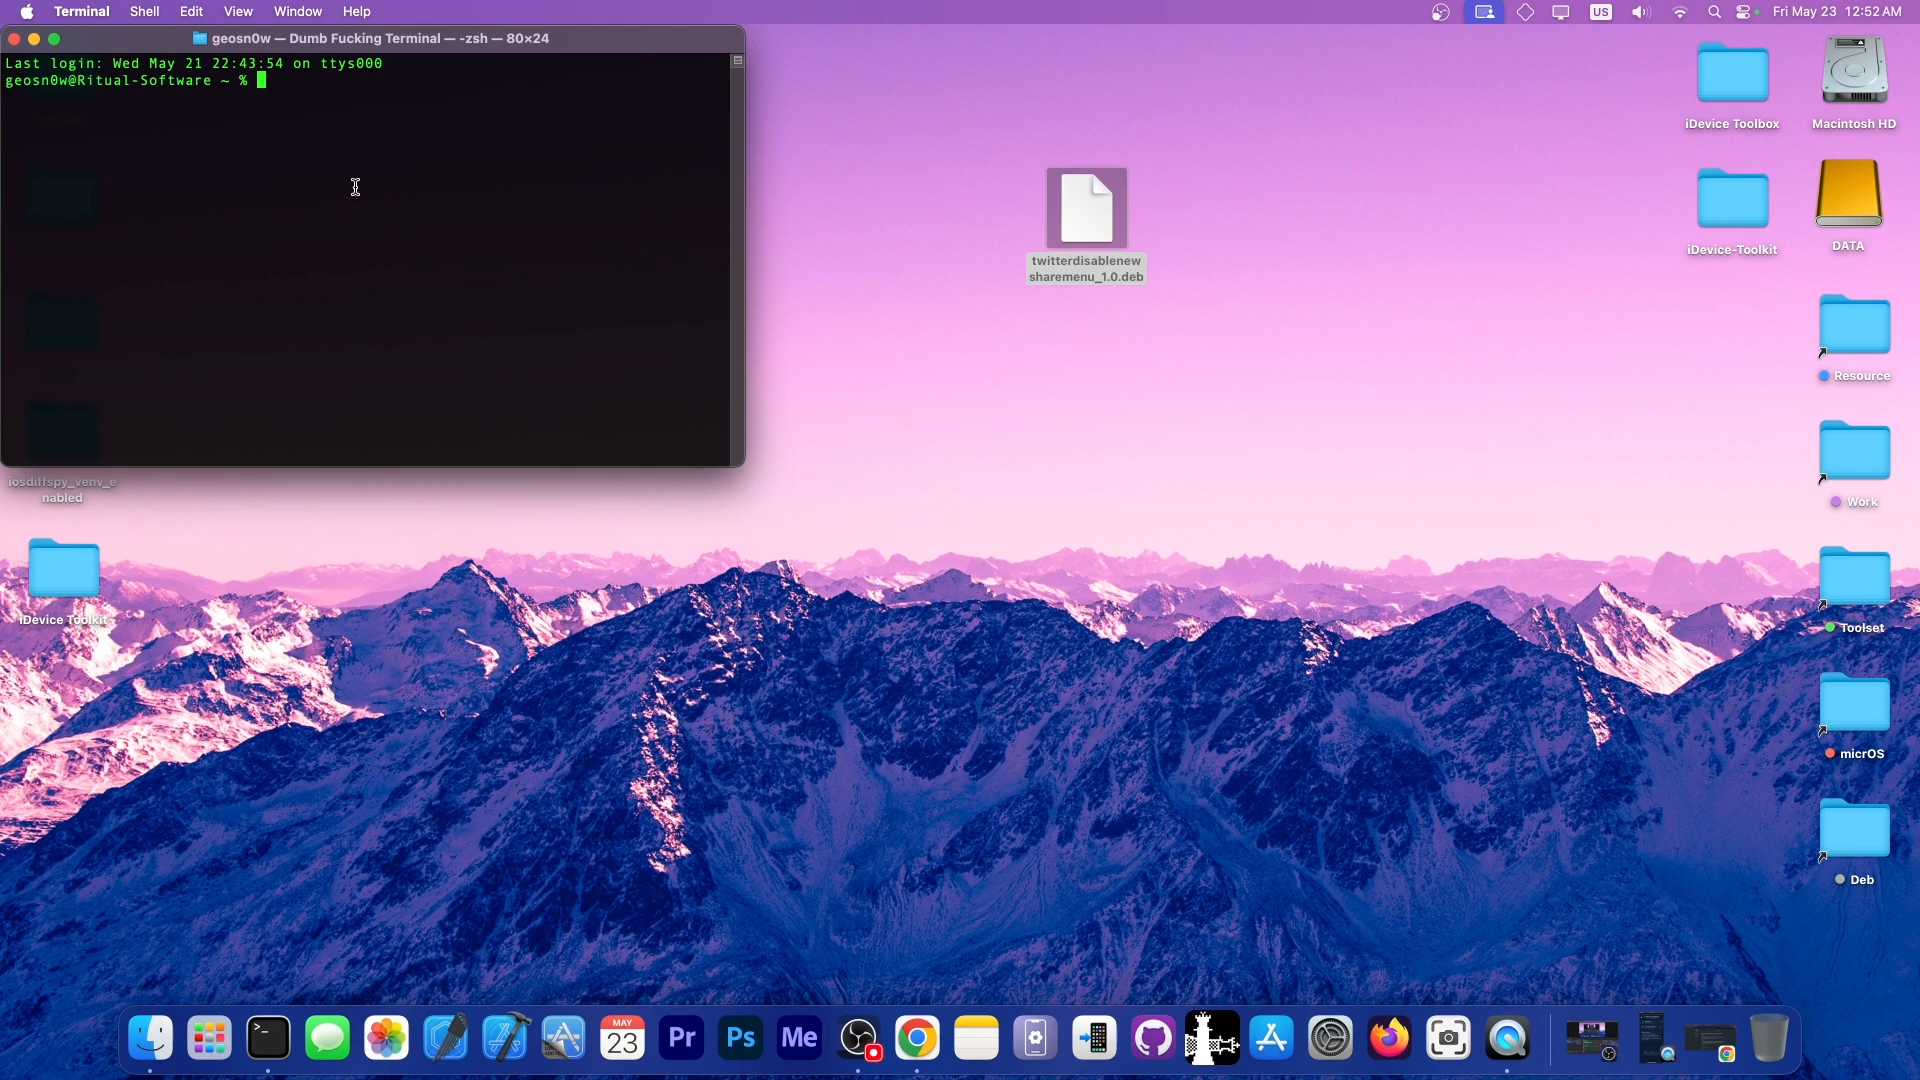 Terminal Shell Edit View Window Help
US
Fri May 23 12:52 AM
geosn0w — Dumb Fucking Terminal — -zsh — 80×24
Last login: Wed May 21 22:43:54 on ttys000
geosn0w@Ritual-Software ~ %
twitterdisablenew
sharemenu_1.0.deb
iDevice Toolbox
Macintosh HD
iDevice-Toolkit
DATA
Resource
Work
Toolset
micrOS
Deb
iosdiffspy_venv_e
nabled
iDevice Toolkit
>_
MAY
23
Pr
Ps
Me